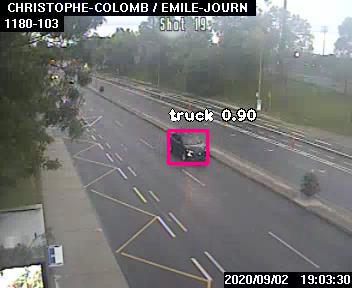 CHRISTOPHE-COLOMB / EMILE-JOURN
1180-103
Shot 19
truck 0.90
2020/09/02 19:03:30